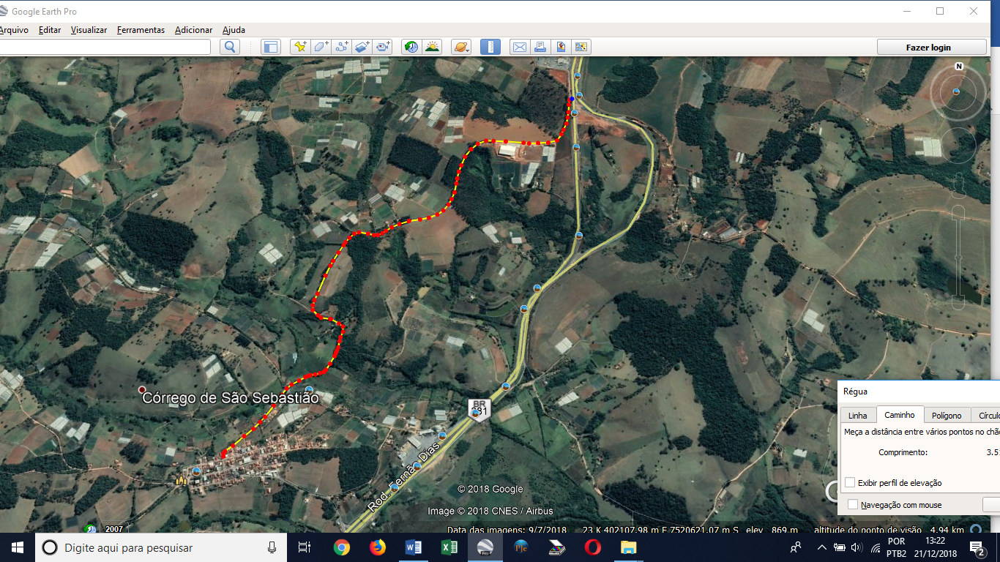 Google Earth Pro
Arquivo Editar Visualizar Ferramentas Adicionar Ajuda
Fazer login
N
Córrego de São Sebastião
BR
381
Rod. Fernão Dias
Régua
Linha Caminho Polígono Círculo
Meça a distância entre vários pontos no chão
Comprimento: 3.51
Exibir perfil de elevação
Navegação com mouse
© 2018 Google
Image © 2018 CNES / Airbus
2007
Data das imagens: 9/7/2018 23 K 402107.98 m E 7520621.07 m S elev 869 m altitude do ponto de visão 4.94 km
Digite aqui para pesquisar
POR
PTB2
13:22
21/12/2018
2